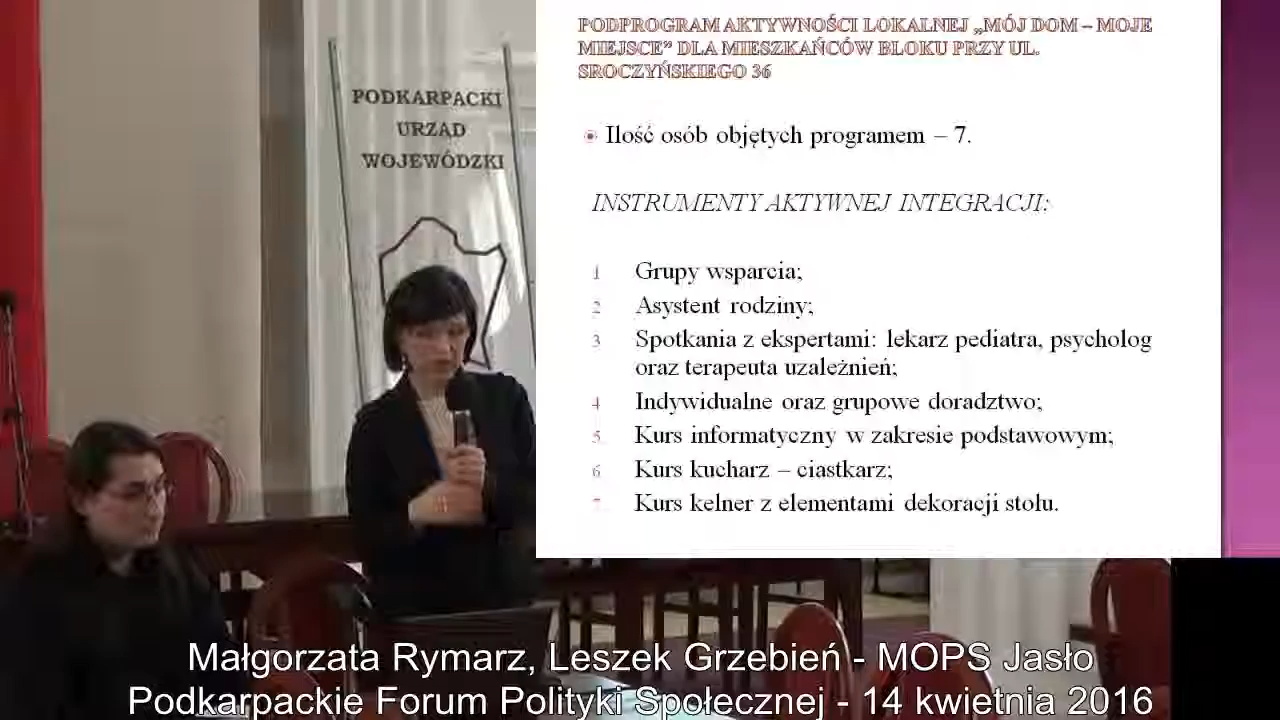 PODKARPACKI
URZĄD
WOJEWÓDZKI
PODPROGRAM AKTYWNOŚCI LOKALNEJ „MÓJ DOM – MOJE
MIEJSCE” DLA MIESZKAŃCÓW BLOKU PRZY UL.
SROCZYŃSKIEGO 36
Ilość osób objętych programem – 7.
INSTRUMENTY AKTYWNEJ INTEGRACJI:
1 Grupy wsparcia;
2 Asystent rodziny;
3 Spotkania z ekspertami: lekarz pediatra, psycholog
oraz terapeuta uzależnień;
4 Indywidualne oraz grupowe doradztwo;
5. Kurs informatyczny w zakresie podstawowym;
6 Kurs kucharz – ciastkarz;
7. Kurs kelner z elementami dekoracji stołu.
Małgorzata Rymarz, Leszek Grzebień - MOPS Jasło
Podkarpackie Forum Polityki Społecznej - 14 kwietnia 2016